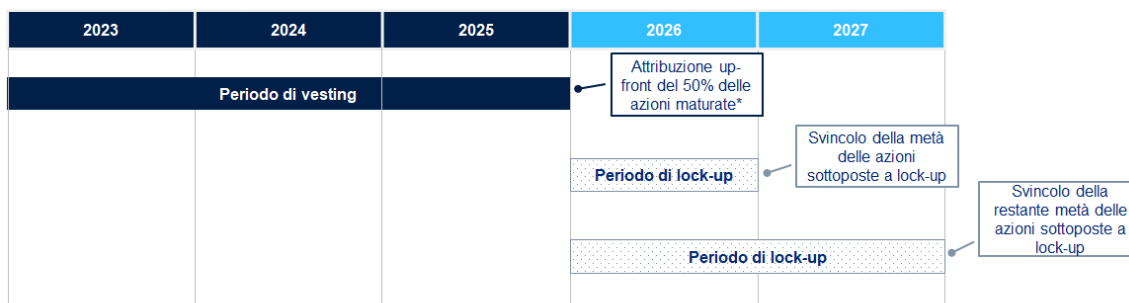 2023 2024 2025 2026 2027
Attribuzione up-
front del 50% delle
azioni maturate*
Periodo di vesting
Svincolo della metà
delle azioni
sottoposte a lock-up
Periodo di lock-up
Svincolo della
restante metà delle
azioni sottoposte a
lock-up
Periodo di lock-up